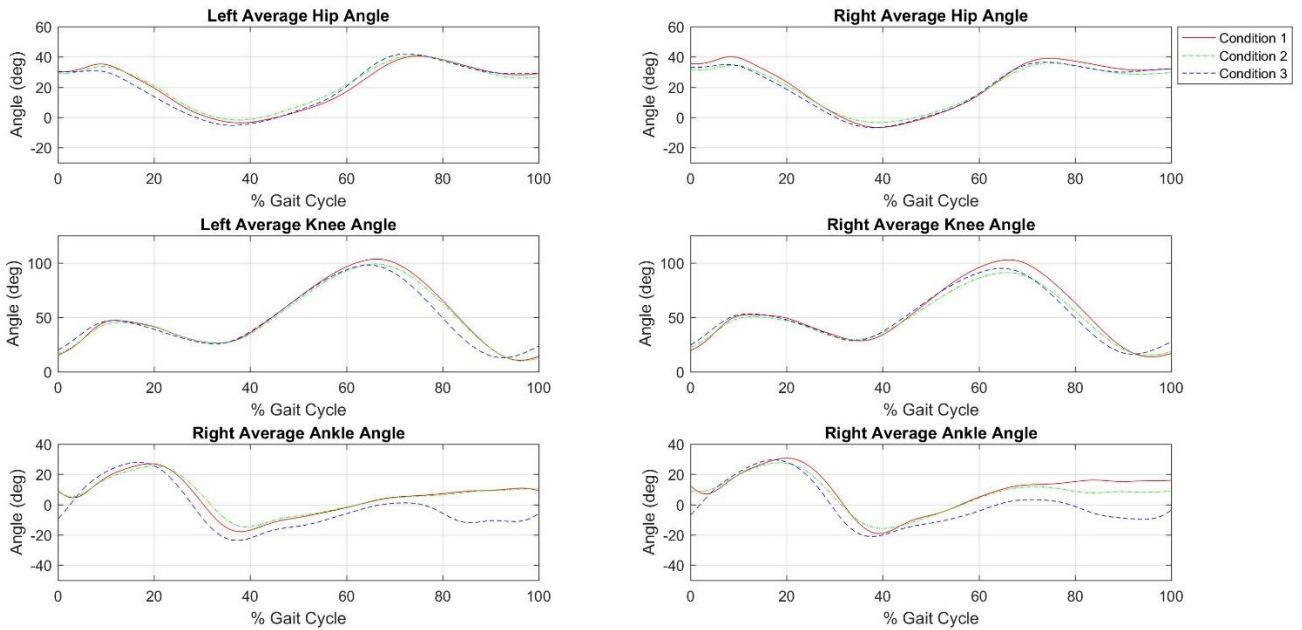 Left Average Hip Angle
Angle (deg)
60
40
20
0
-20
0 20 40 60 80 100
% Gait Cycle
Right Average Hip Angle
Angle (deg)
60
40
20
0
-20
0 20 40 60 80 100
% Gait Cycle
Condition 1
Condition 2
Condition 3
Left Average Knee Angle
Angle (deg)
100
50
0
0 20 40 60 80 100
% Gait Cycle
Right Average Knee Angle
Angle (deg)
100
50
0
0 20 40 60 80 100
% Gait Cycle
Right Average Ankle Angle
Angle (deg)
40
20
0
-20
-40
0 20 40 60 80 100
% Gait Cycle
Right Average Ankle Angle
Angle (deg)
40
20
0
-20
-40
0 20 40 60 80 100
% Gait Cycle